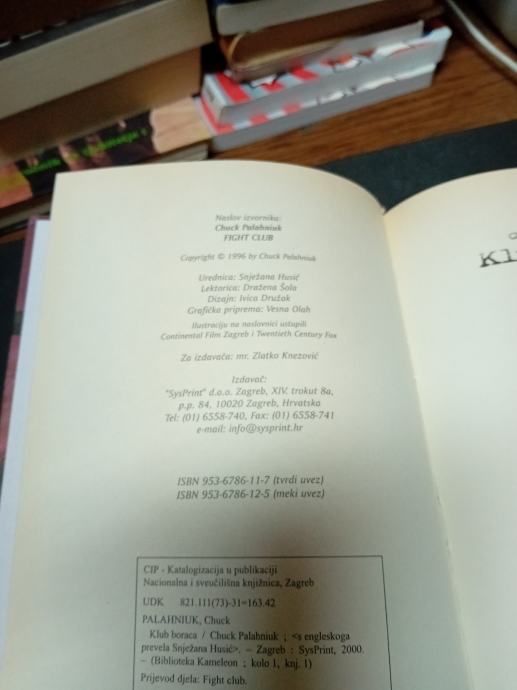 Naslov izvornika:
Chuck Palahniuk
FIGHT CLUB
Copyright © 1996 by Chuck Palahniuk
Urednica: Snježana Husić
Lektorica: Dražena Šola
Dizajn: Ivica Družak
Grafička priprema: Vesna Olah
Ilustraciju na naslovnici ustupili
Continental Film Zagreb i Twentieth Century Fox
Za izdavača: mr. Zlatko Knezović
Izdavač:
"SysPrint" d.o.o. Zagreb, XIV. trokut 8a,
p.p. 84, 10020 Zagreb, Hrvatska
Tel: (01) 6558-740, Fax: (01) 6558-741
e-mail: info@sysprint.hr
ISBN 953-6786-11-7 (tvrdi uvez)
ISBN 953-6786-12-5 (meki uvez)
CIP - Katalogizacija u publikaciji
Nacionalna i sveučilišna knjižnica, Zagreb
UDK 821.111(73)-31=163.42
PALAHNIUK, Chuck
Klub boraca / Chuck Palahniuk ; <s engleskoga
prevela Snježana Husić>. – Zagreb : SysPrint, 2000.
– (Biblioteka Kameleon ; kolo 1, knj. 1)
Prijevod djela: Fight club.